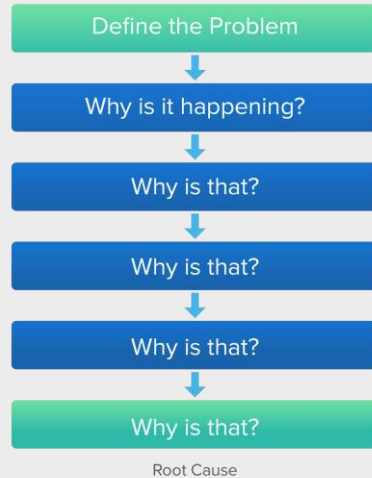 Define the Problem
Why is it happening?
Why is that?
Why is that?
Why is that?
Why is that?
Root Cause